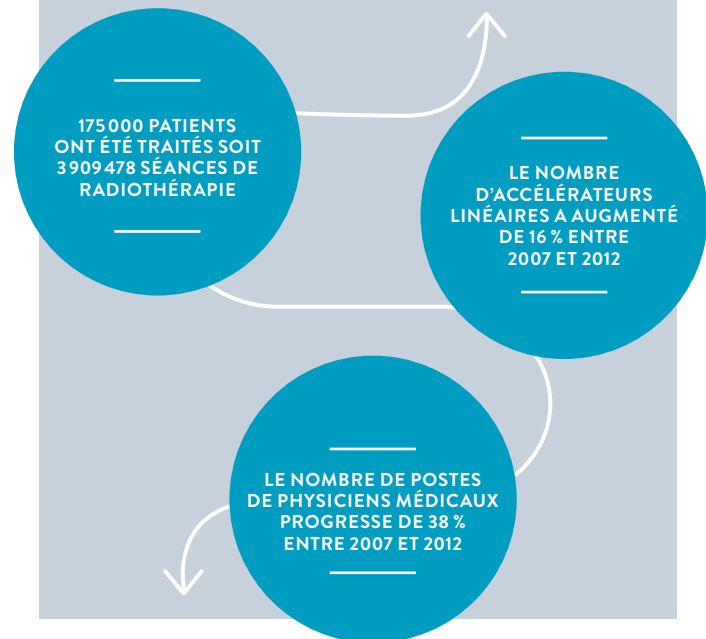 175 000 PATIENTS
ONT ÉTÉ TRAITÉS SOIT
3 909 478 SÉANCES DE
RADIOTHÉRAPIE
LE NOMBRE
D’ACCÉLÉRATEURS
LINÉAIRES A AUGMENTÉ
DE 16 % ENTRE
2007 ET 2012
LE NOMBRE DE POSTES
DE PHYSICIENS MÉDICAUX
PROGRESSE DE 38 %
ENTRE 2007 ET 2012